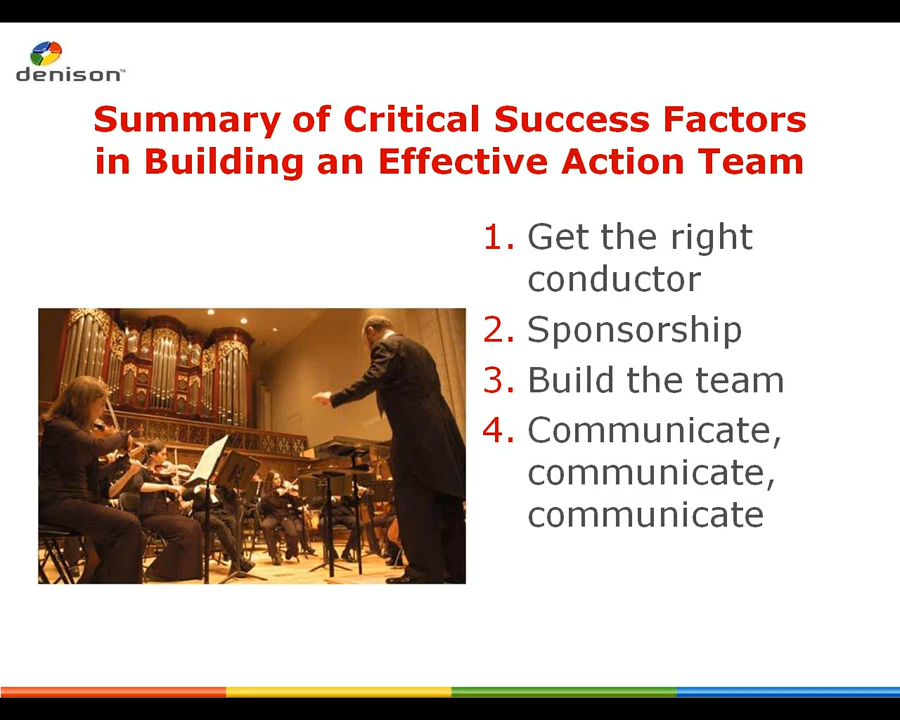 denison™
Summary of Critical Success Factors
in Building an Effective Action Team
1. Get the right
conductor
2. Sponsorship
3. Build the team
4. Communicate,
communicate,
communicate